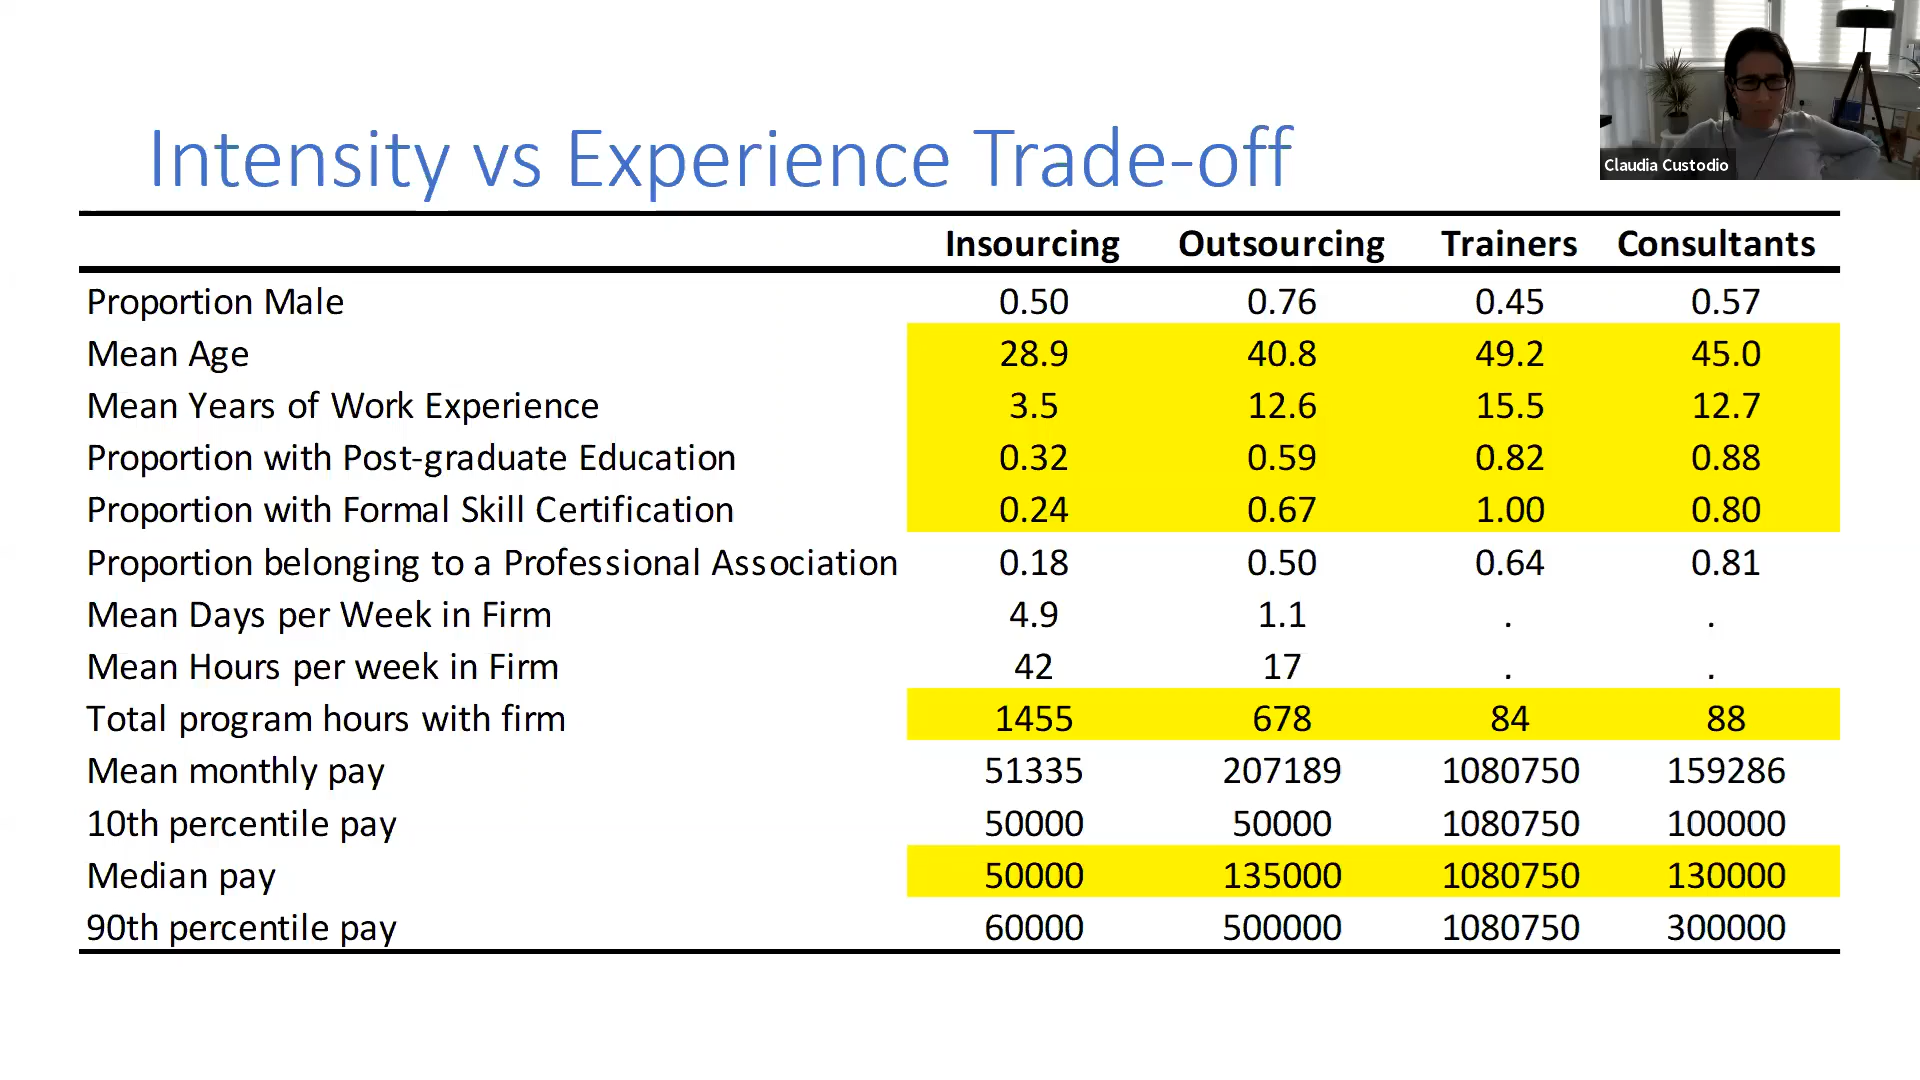 Claudia Custodio
Intensity vs Experience Trade-off
Insourcing Outsourcing Trainers Consultants
Proportion Male 0.50 0.76 0.45 0.57
Mean Age 28.9 40.8 49.2 45.0
Mean Years of Work Experience 3.5 12.6 15.5 12.7
Proportion with Post-graduate Education 0.32 0.59 0.82 0.88
Proportion with Formal Skill Certification 0.24 0.67 1.00 0.80
Proportion belonging to a Professional Association 0.18 0.50 0.64 0.81
Mean Days per Week in Firm 4.9 1.1 . .
Mean Hours per week in Firm 42 17 . .
Total program hours with firm 1455 678 84 88
Mean monthly pay 51335 207189 1080750 159286
10th percentile pay 50000 50000 1080750 100000
Median pay 50000 135000 1080750 130000
90th percentile pay 60000 500000 1080750 300000